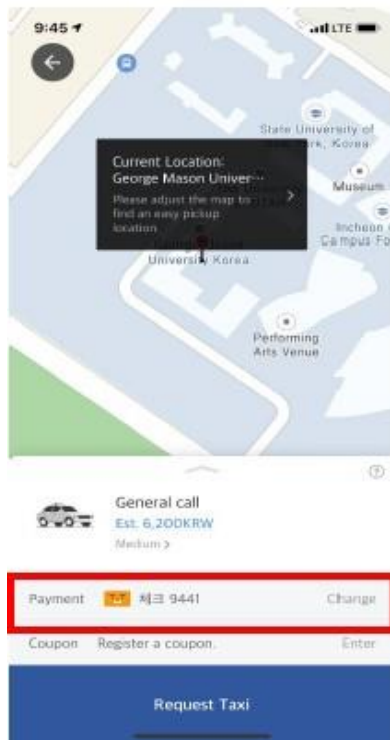 9:45
LTE
State University of
Current Location:
George Mason Univer…
Please adjust the map to
find an easy pickup
location
Museum
Incheon
Campus Fo
University Korea
Performing
Arts Venue
General call
Est. 6,200KRW
Medium >
Payment 체크 9441 Change
Coupon Register a coupon. Enter
Request Taxi